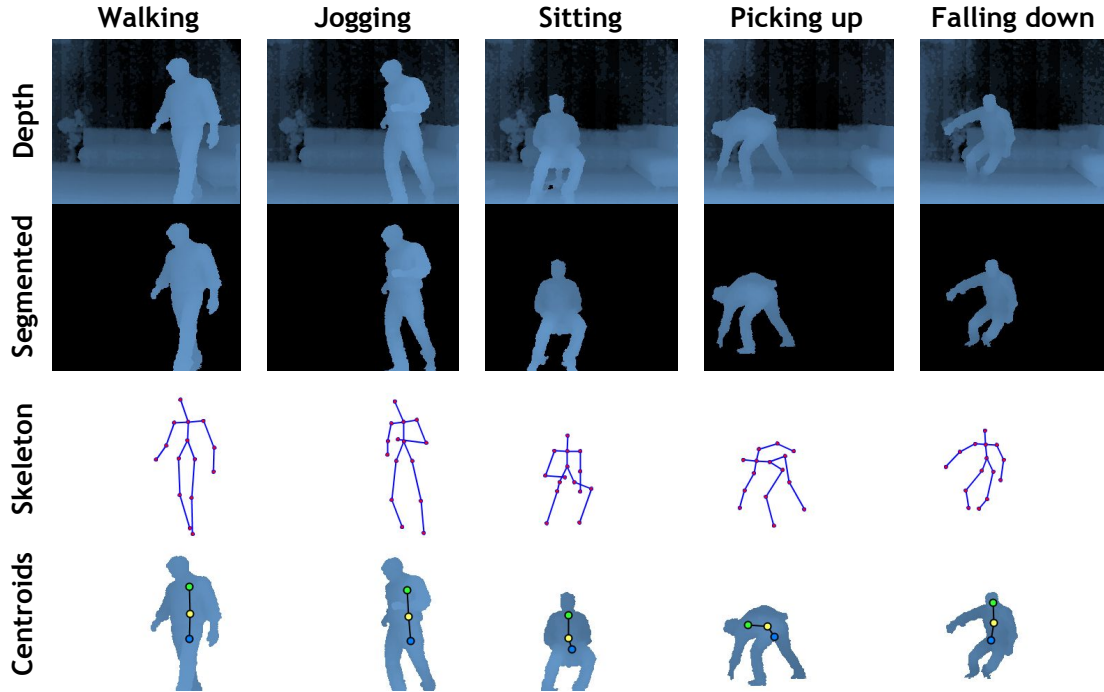 Walking
Jogging
Sitting
Picking up
Falling down
Depth
Segmented
Skeleton
Centroids